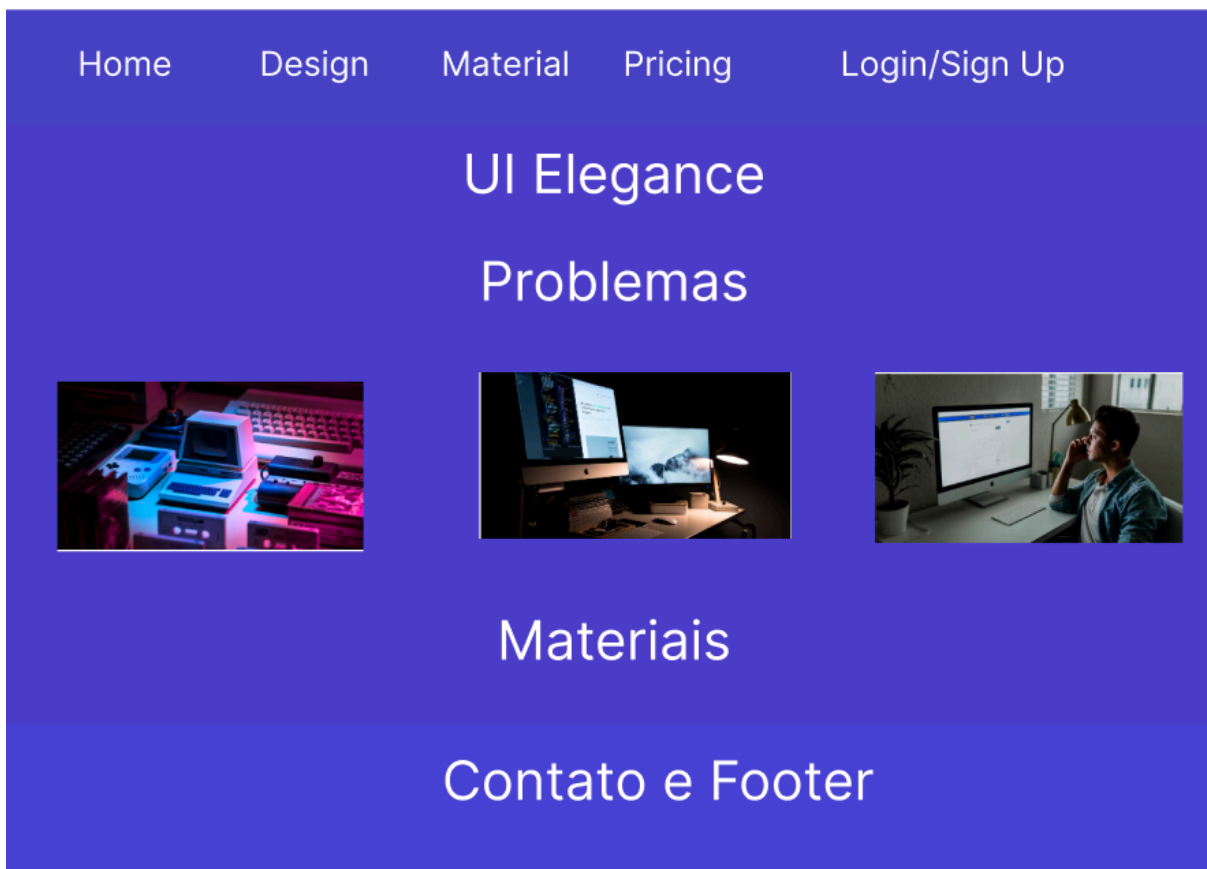 Home Design Material Pricing Login/Sign Up
UI Elegance
Problemas
Materiais
Contato e Footer